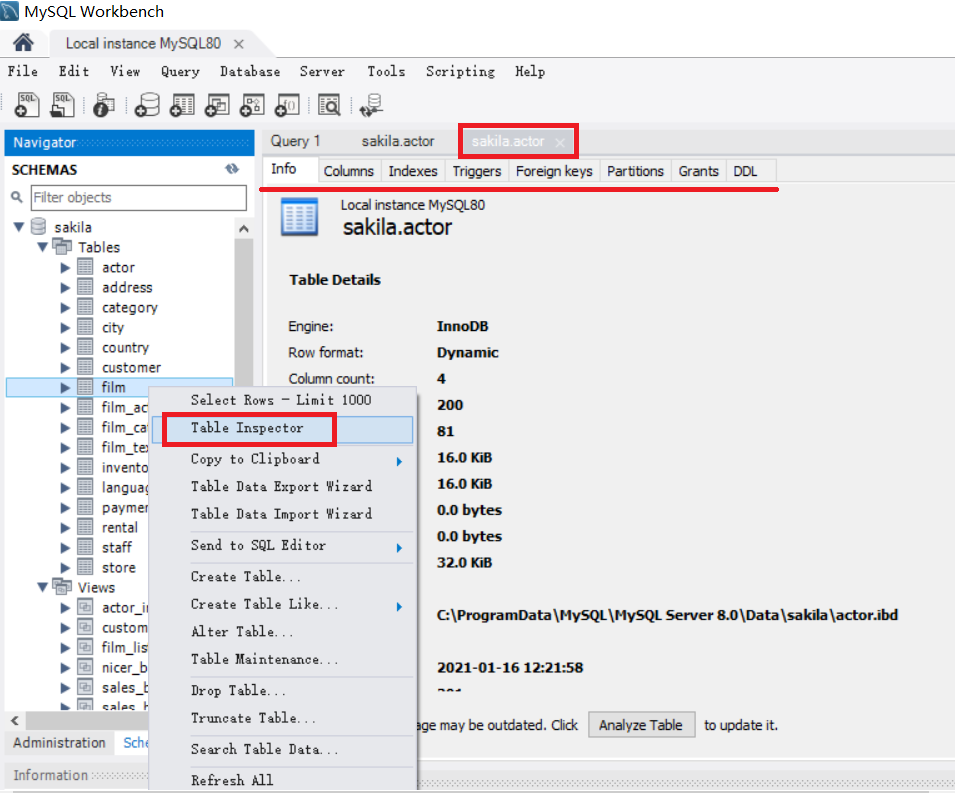 MySQL Workbench
Local instance MySQL80
File Edit View Query Database Server Tools Scripting Help
Navigator
SCHEMAS
Filter objects
sakila
Tables
actor
address
category
city
country
customer
film
film_ac
film_ca
film_te
invento
languag
paymen
rental
staff
store
Views
actor_in
custom
film_lis
nicer_b
sales_b
sales_b
Administration Sche
Information
Select Rows - Limit 1000
Table Inspector
Copy to Clipboard
Table Data Export Wizard
Table Data Import Wizard
Send to SQL Editor
Create Table...
Create Table Like...
Alter Table...
Table Maintenance...
Drop Table...
Truncate Table...
Search Table Data...
Refresh All
Query 1 sakila.actor sakila.actor
Info Columns Indexes Triggers Foreign keys Partitions Grants DDL
Local instance MySQL80
sakila.actor
Table Details
Engine: InnoDB
Row format: Dynamic
Column count: 4
200
81
16.0 KiB
16.0 KiB
0.0 bytes
0.0 bytes
32.0 KiB
C:\ProgramData\MySQL\MySQL Server 8.0\Data\sakila\actor.ibd
2021-01-16 12:21:58
age may be outdated. Click Analyze Table to update it.